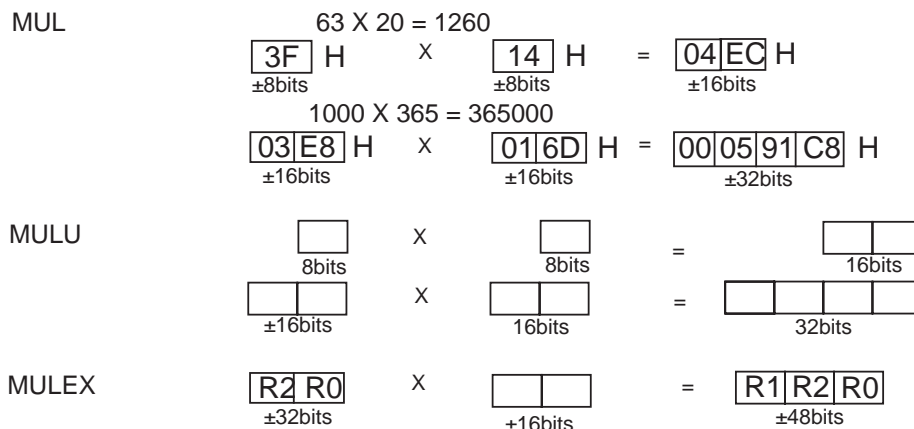 MUL 63 X 20 = 1260
3F H X 14 H = 04 EC H
±8bits ±8bits ±16bits
1000 X 365 = 365000
03 E8 H X 01 6D H = 00 05 91 C8 H
±16bits ±16bits ±32bits
MULU X =
8bits 8bits 16bits
X =
±16bits 16bits 32bits
MULEX R2 R0 X = R1 R2 R0
±32bits ±16bits ±48bits